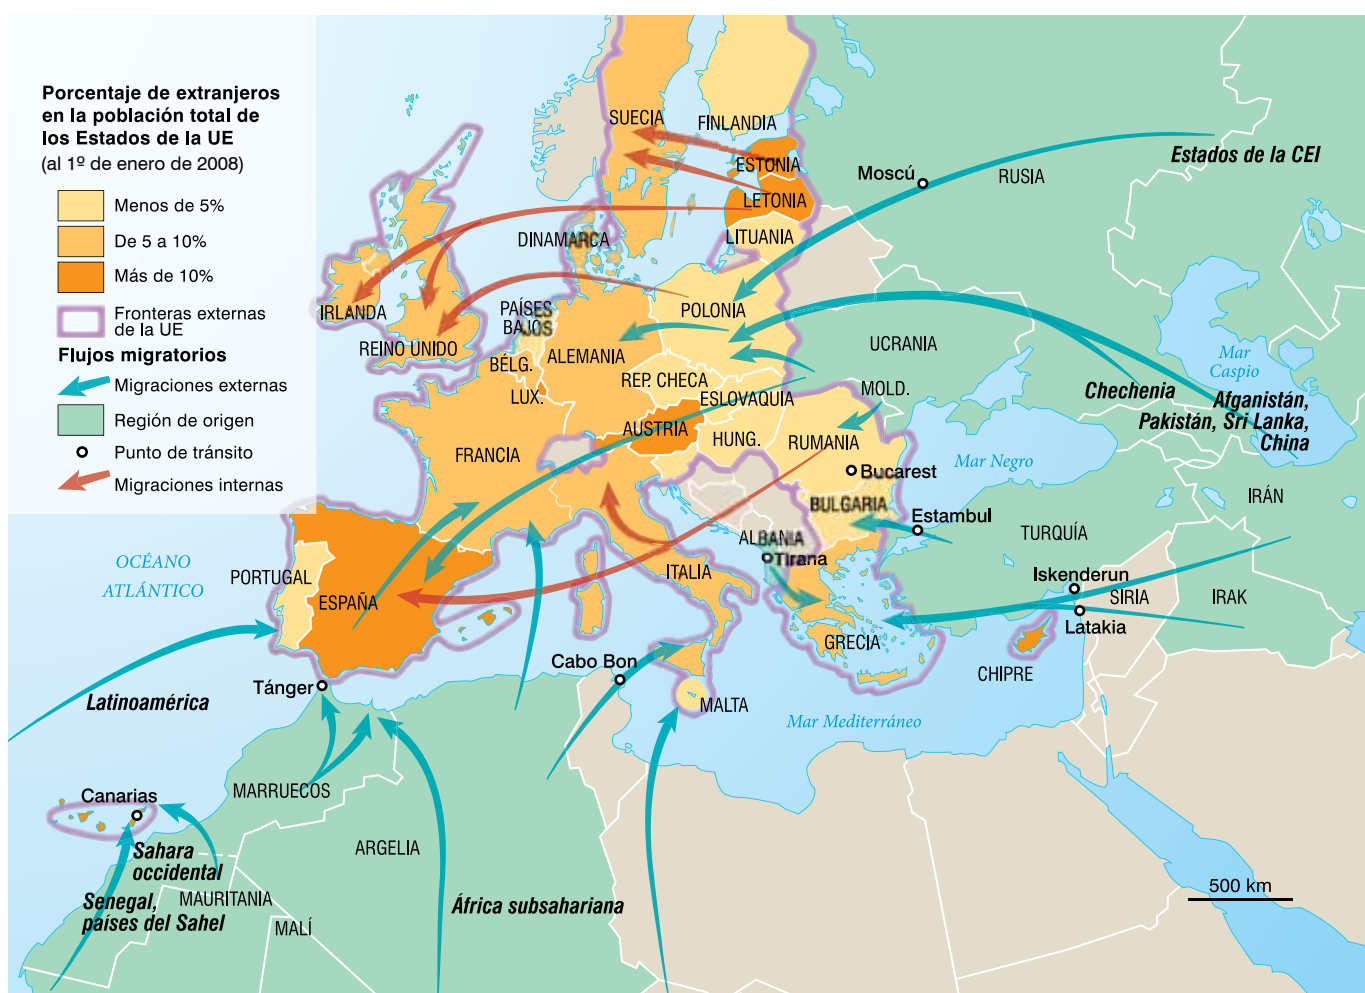 Porcentaje de extranjeros
en la población total de
los Estados de la UE
(al 1º de enero de 2008)
Menos de 5%
De 5 a 10%
Más de 10%
Fronteras externas
de la UE
Flujos migratorios
Migraciones externas
Región de origen
Punto de tránsito
Migraciones internas
SUECIA
FINLANDIA
ESTONIA
LETONIA
LITUANIA
Moscú
RUSIA
Estados de la CEI
DINAMARCA
IRLANDA
REINO UNIDO
PAÍSES
BAJOS
BÉLG.
LUX.
ALEMANIA
POLONIA
REP. CHECA
ESLOVAQUIA
AUSTRIA
HUNG.
UCRANIA
MOLD.
RUMANIA
Bucarest
BULGARIA
Mar
Caspio
Chechenia
Afganistán,
Pakistán, Sri Lanka,
China
Mar Negro
Estambul
TURQUÍA
IRÁN
FRANCIA
OCÉANO
ATLÁNTICO
PORTUGAL
ESPAÑA
ITALIA
ALBANIA
Tirana
GRECIA
Iskenderun
SIRIA
IRAK
Latakia
CHIPRE
Cabo Bon
MALTA
Mar Mediterráneo
Latinoamérica
Tánger
MARRUECOS
Canarias
Sahara
occidental
ARGELIA
Senegal,
países del Sahel
MAURITANIA
MALÍ
África subsahariana
500 km